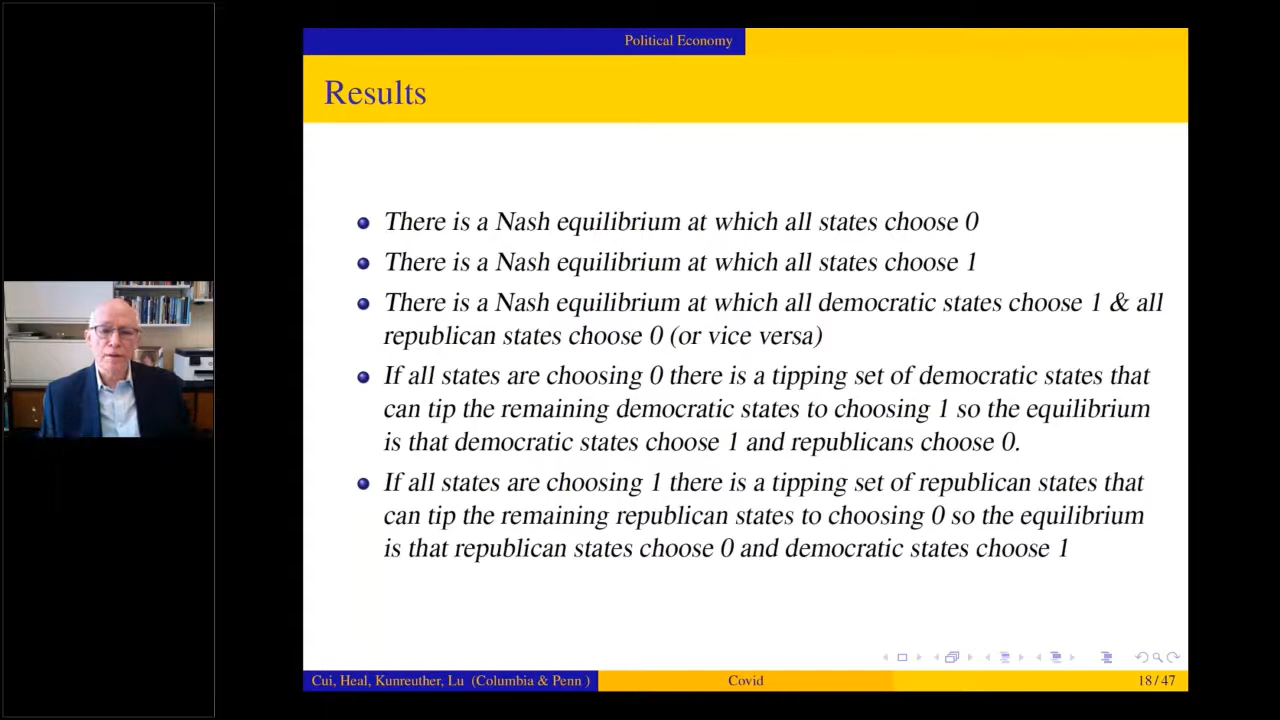 Political Economy
Results
There is a Nash equilibrium at which all states choose 0
There is a Nash equilibrium at which all states choose 1
There is a Nash equilibrium at which all democratic states choose 1 & all
republican states choose 0 (or vice versa)
If all states are choosing 0 there is a tipping set of democratic states that
can tip the remaining democratic states to choosing 1 so the equilibrium
is that democratic states choose 1 and republicans choose 0.
If all states are choosing 1 there is a tipping set of republican states that
can tip the remaining republican states to choosing 0 so the equilibrium
is that republican states choose 0 and democratic states choose 1
Cui, Heal, Kunreuther, Lu (Columbia & Penn )
Covid
18 / 47